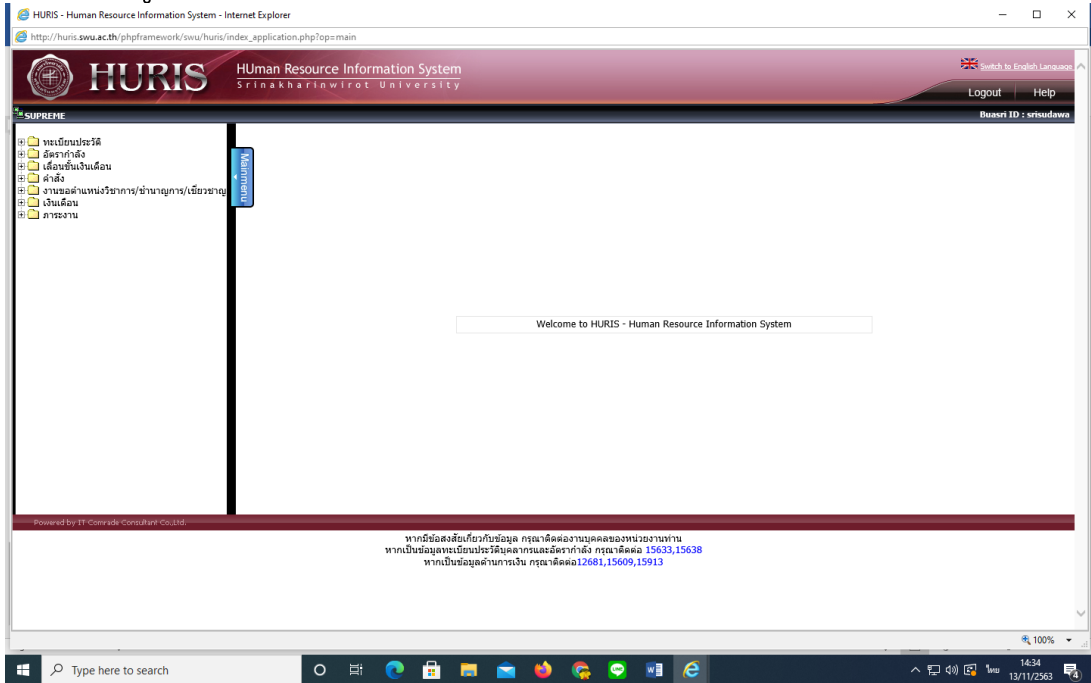 HURIS - Human Resource Information System - Internet Explorer
http://huris.swu.ac.th/phpframework/swu/huris/index_application.php?op=main
HURIS
HUman Resource Information System
Srinakharinwirot University
Switch to English Language
Logout Help
SUPREME
Buasri ID : srisudawa
ทะเบียนประวัติ
อัตรากำลัง
เลื่อนขั้นเงินเดือน
คำสั่ง
งานขอตำแหน่งวิชาการ/ชำนาญการ/เชี่ยวชาญ
เงินเดือน
ภาระงาน
Mainmenu
Welcome to HURIS - Human Resource Information System
Powered by IT Comrade Consultant Co.,Ltd.
หากมีข้อสงสัยเกี่ยวกับข้อมูล กรุณาติดต่องานบุคคลของหน่วยงานท่าน
หากเป็นข้อมูลทะเบียนประวัติบุคลากรและอัตรากำลัง กรุณาติดต่อ 15633,15638
หากเป็นข้อมูลด้านการเงิน กรุณาติดต่อ12681,15609,15913
100%
Type here to search
ไทย
14:34
13/11/2563
4